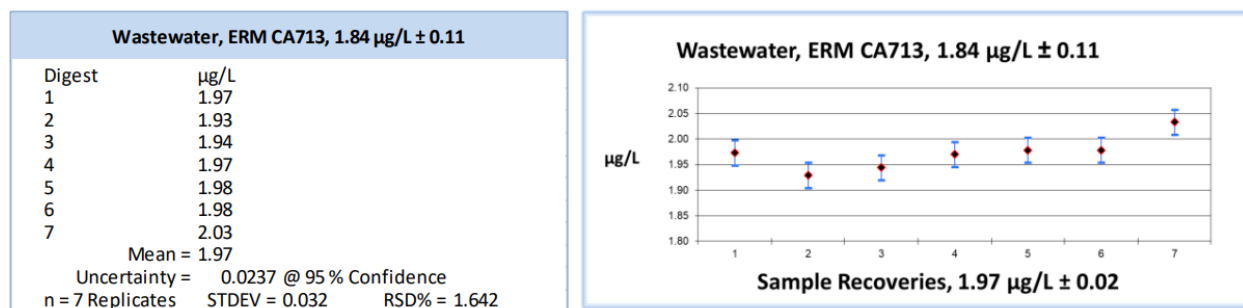 Wastewater, ERM CA713, 1.84 µg/L ± 0.11
Digest µg/L
1 1.97
2 1.93
3 1.94
4 1.97
5 1.98
6 1.98
7 2.03
Mean = 1.97
Uncertainty = 0.0237 @ 95 % Confidence
n = 7 Replicates STDEV = 0.032 RSD% = 1.642
Wastewater, ERM CA713, 1.84 µg/L ± 0.11
2.10
2.05
2.00
µg/L
1.95
1.90
1.85
1.80
1 2 3 4 5 6 7
Sample Recoveries, 1.97 µg/L ± 0.02